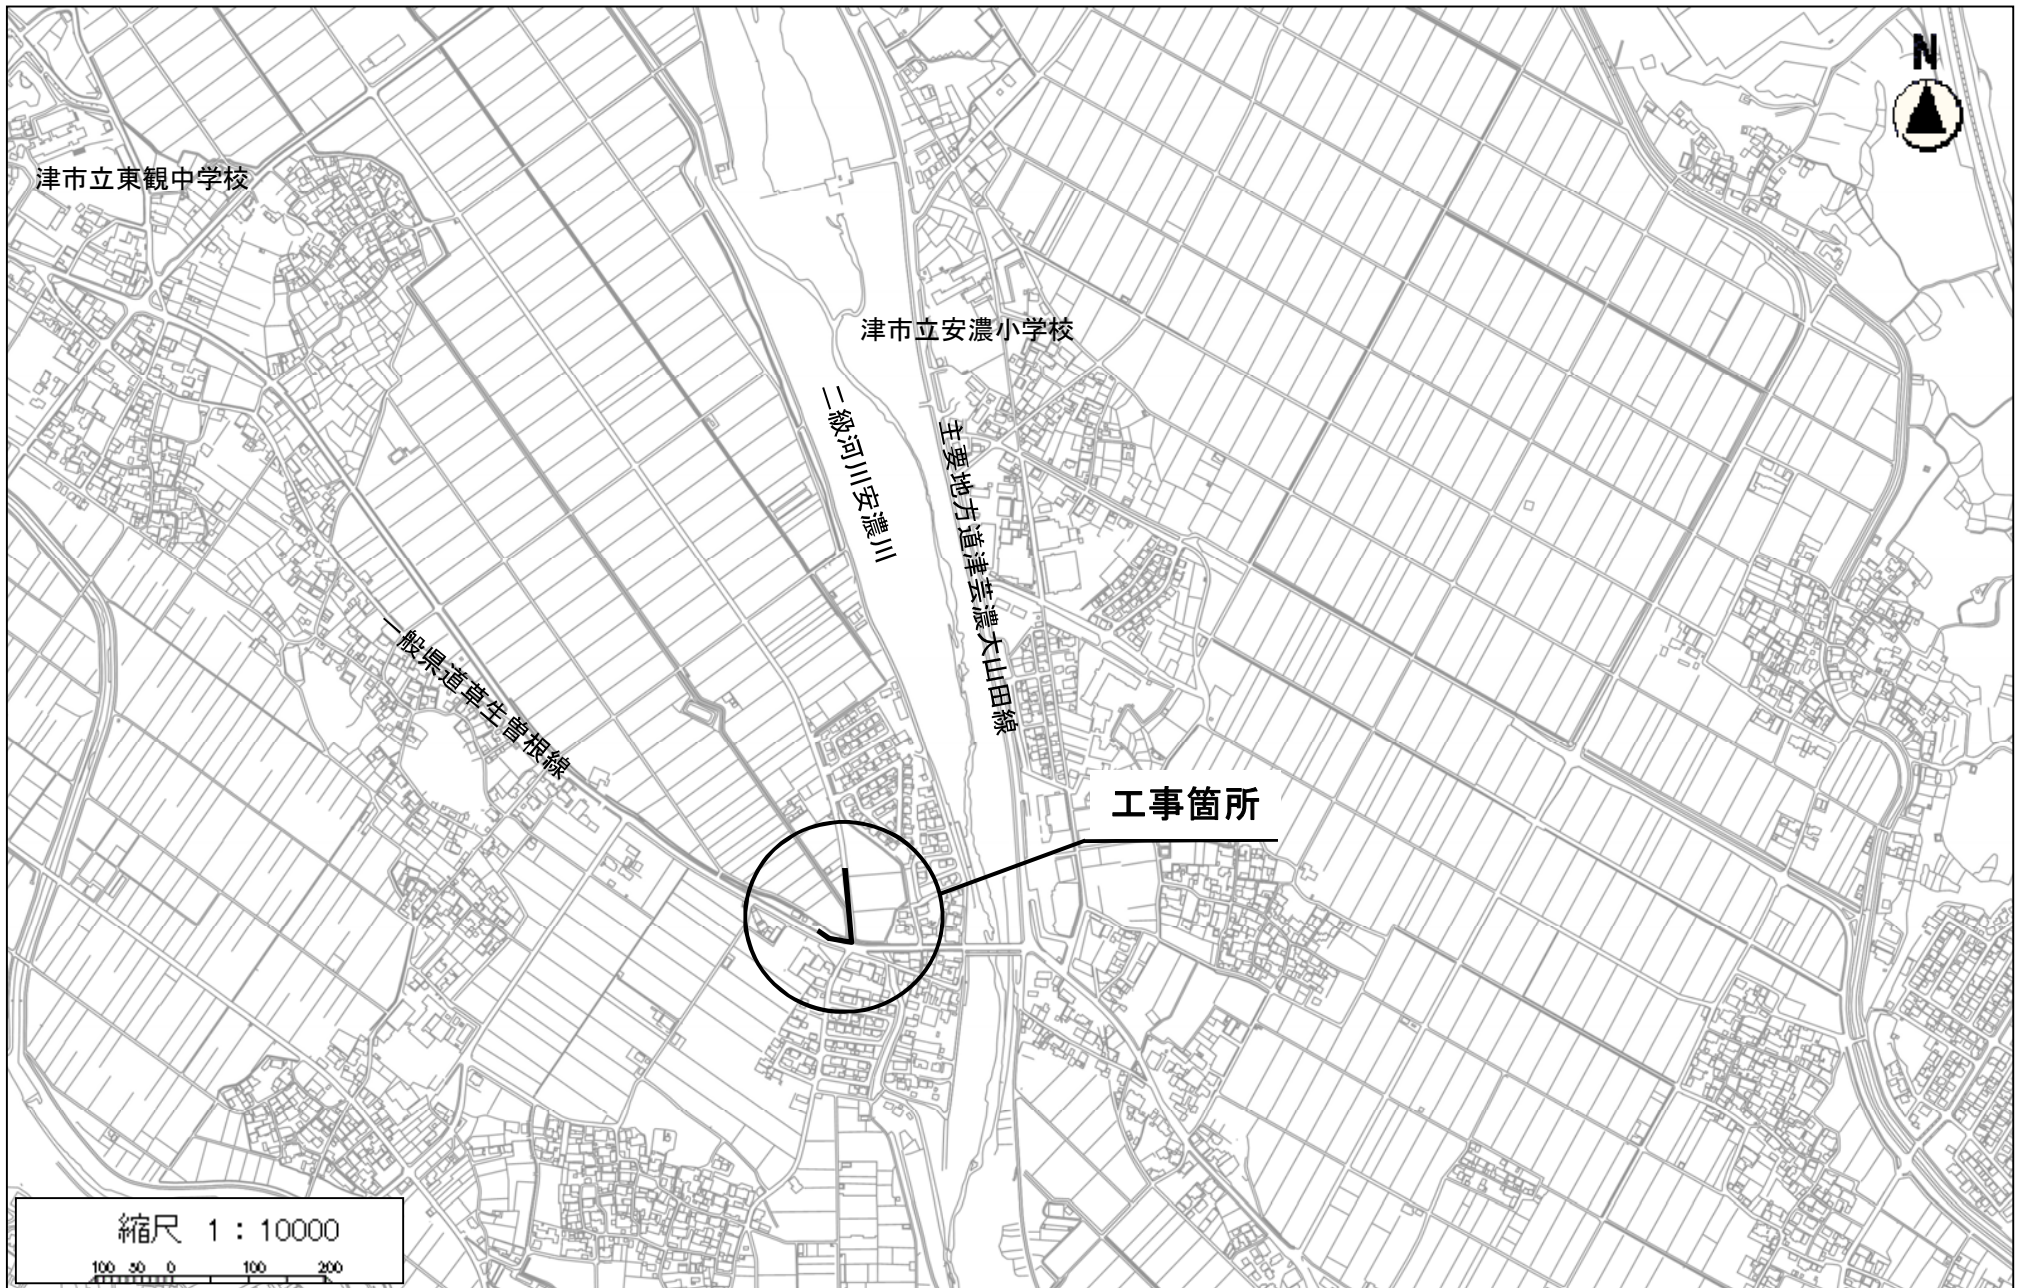 N
津市立東観中学校
津市立安濃小学校
二級河川安濃川
主要地方道津芸濃大山田線
一般県道草生曽根線
工事箇所
縮尺 1:10000
100 50 0 100 200